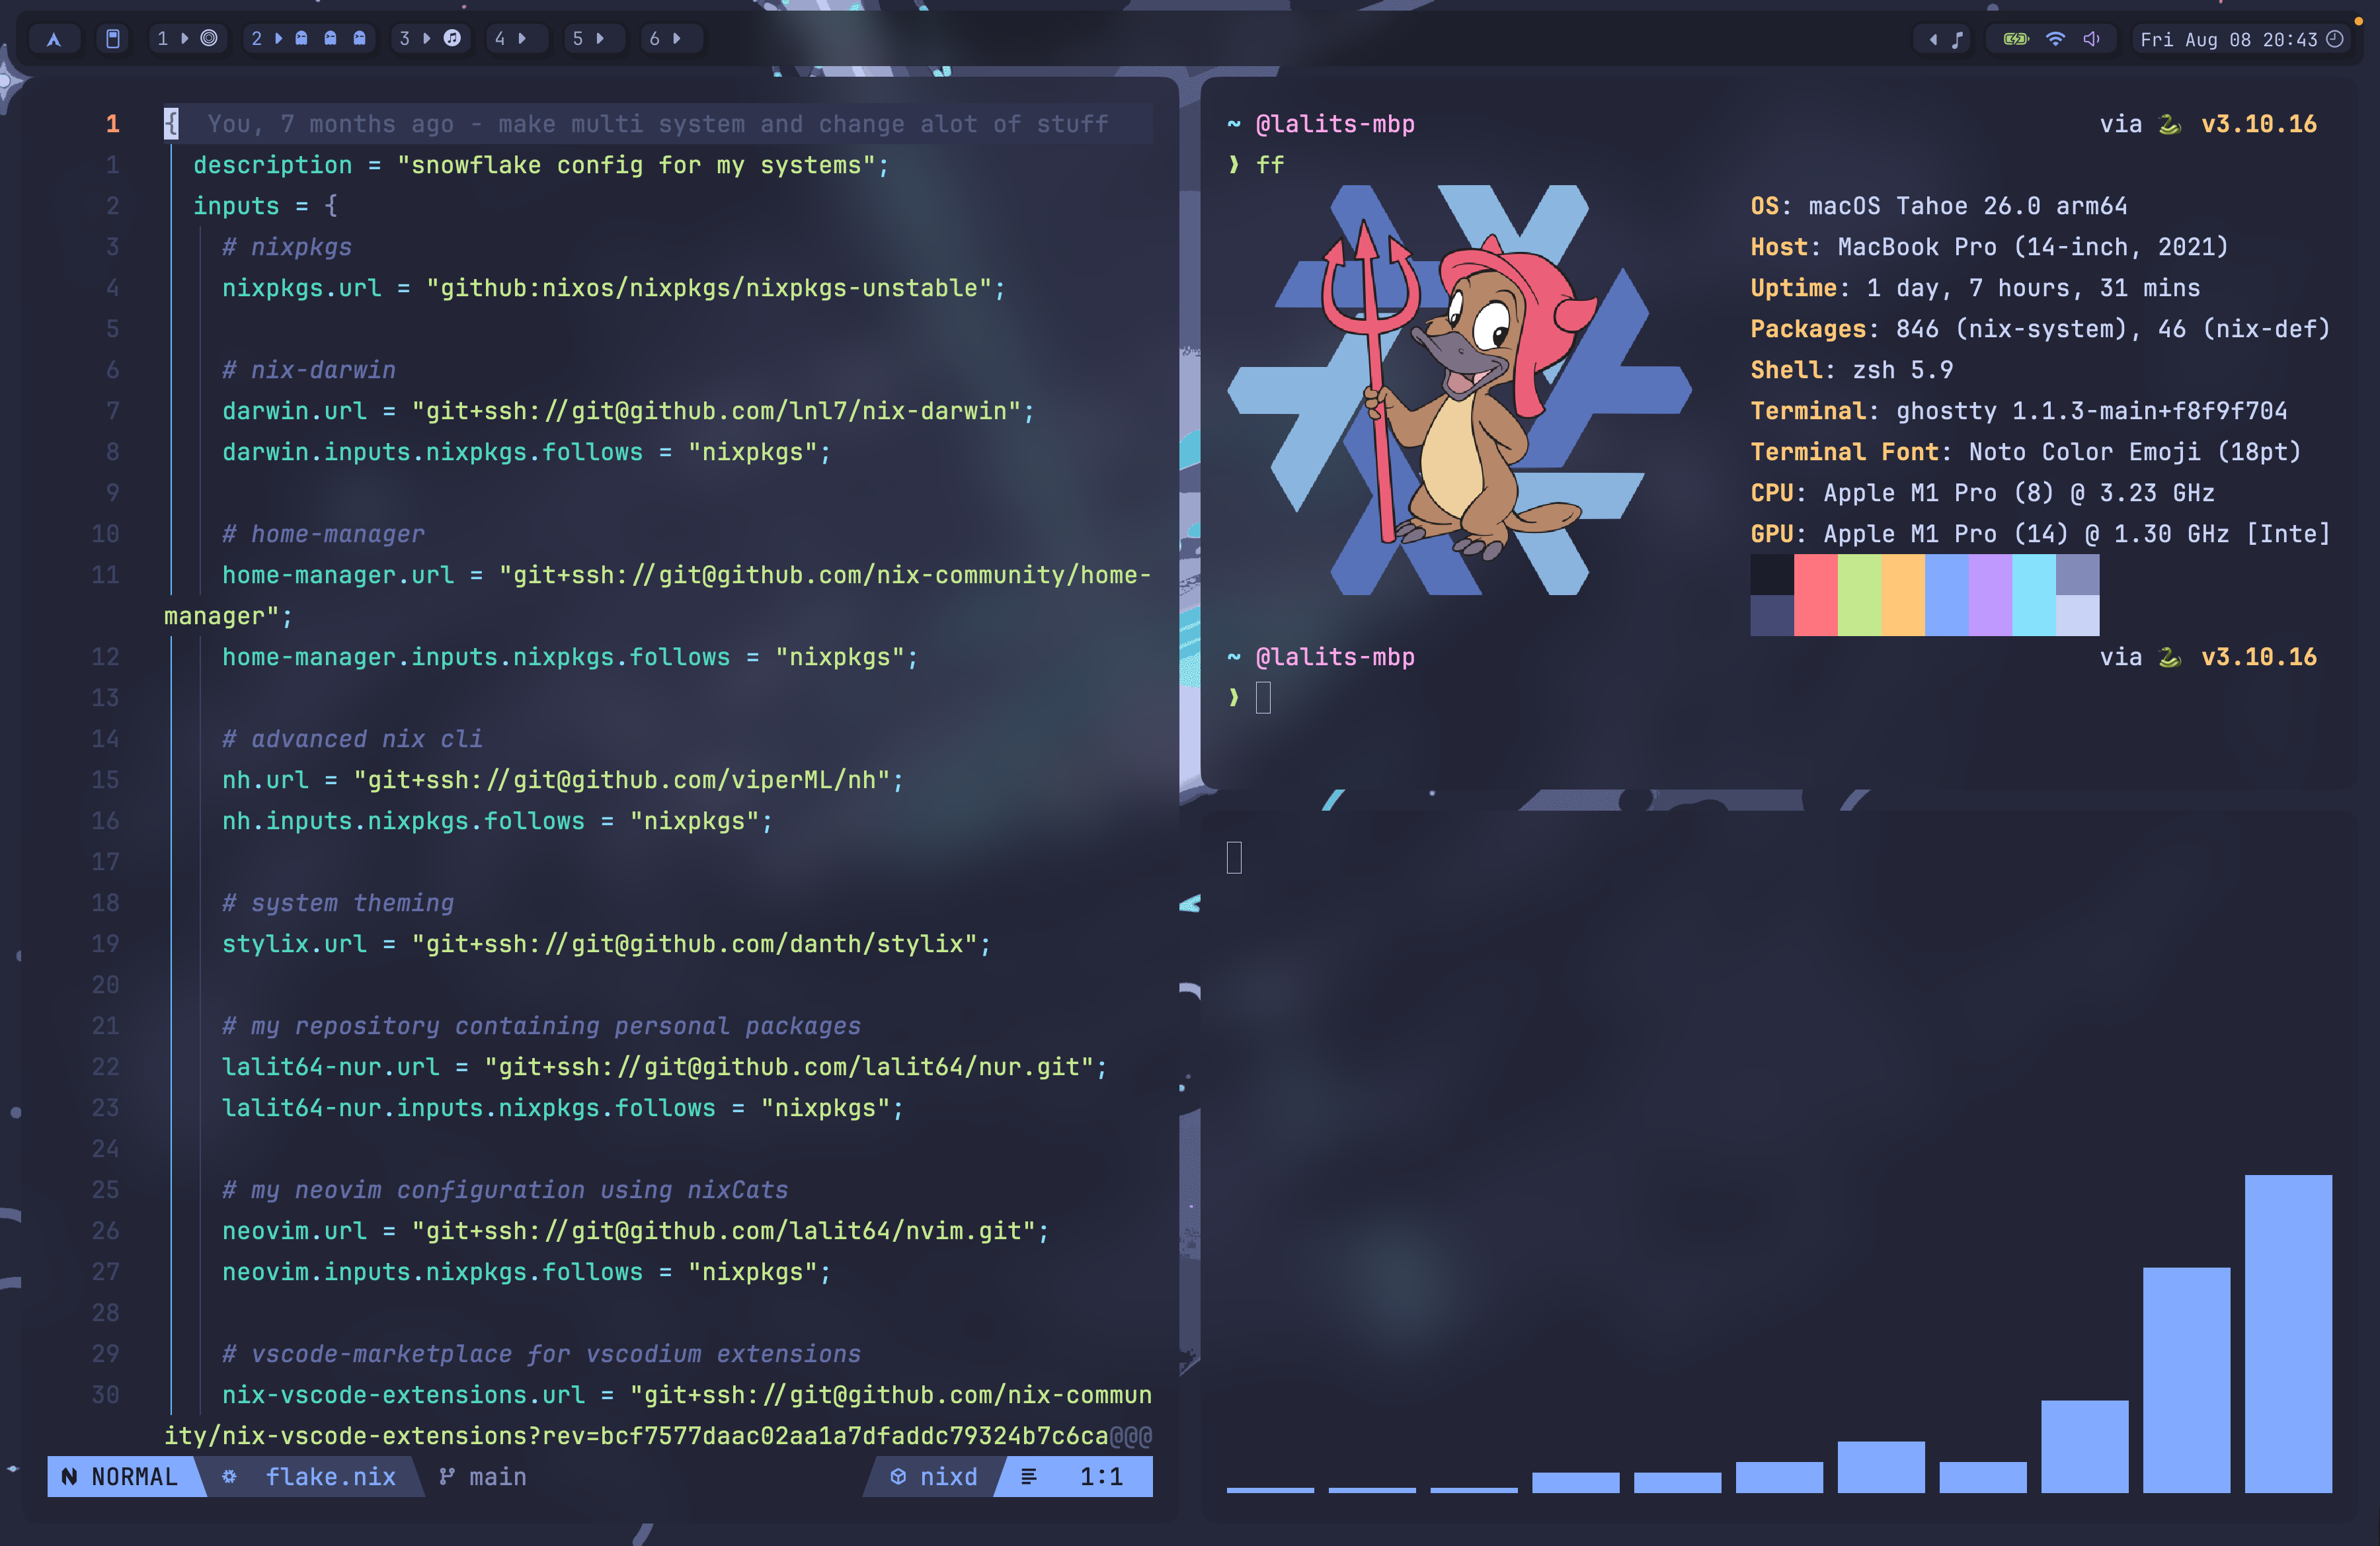 1 2 3 4 5 6 Fri Aug 08 20:43
1 { You, 7 months ago - make multi system and change alot of stuff
1 description = "snowflake config for my systems";
2 inputs = {
3 # nixpkgs
4 nixpkgs.url = "github:nixos/nixpkgs/nixpkgs-unstable";
5
6 # nix-darwin
7 darwin.url = "git+ssh://git@github.com/lnl7/nix-darwin";
8 darwin.inputs.nixpkgs.follows = "nixpkgs";
9
10 # home-manager
11 home-manager.url = "git+ssh://git@github.com/nix-community/home-
manager";
12 home-manager.inputs.nixpkgs.follows = "nixpkgs";
13
14 # advanced nix cli
15 nh.url = "git+ssh://git@github.com/viperML/nh";
16 nh.inputs.nixpkgs.follows = "nixpkgs";
17
18 # system theming
19 stylix.url = "git+ssh://git@github.com/danth/stylix";
20
21 # my repository containing personal packages
22 lalit64-nur.url = "git+ssh://git@github.com/lalit64/nur.git";
23 lalit64-nur.inputs.nixpkgs.follows = "nixpkgs";
24
25 # my neovim configuration using nixCats
26 neovim.url = "git+ssh://git@github.com/lalit64/nvim.git";
27 neovim.inputs.nixpkgs.follows = "nixpkgs";
28
29 # vscode-marketplace for vscodium extensions
30 nix-vscode-extensions.url = "git+ssh://git@github.com/nix-commun
ity/nix-vscode-extensions?rev=bcf7577daac02aa1a7dfaddc79324b7c6ca@@@
NORMAL flake.nix main nixd 1:1
~ @lalits-mbp via 🐍 v3.10.16
❱ ff
OS: macOS Tahoe 26.0 arm64
Host: MacBook Pro (14-inch, 2021)
Uptime: 1 day, 7 hours, 31 mins
Packages: 846 (nix-system), 46 (nix-def)
Shell: zsh 5.9
Terminal: ghostty 1.1.3-main+f8f9f704
Terminal Font: Noto Color Emoji (18pt)
CPU: Apple M1 Pro (8) @ 3.23 GHz
GPU: Apple M1 Pro (14) @ 1.30 GHz [Inte]
~ @lalits-mbp via 🐍 v3.10.16
❱